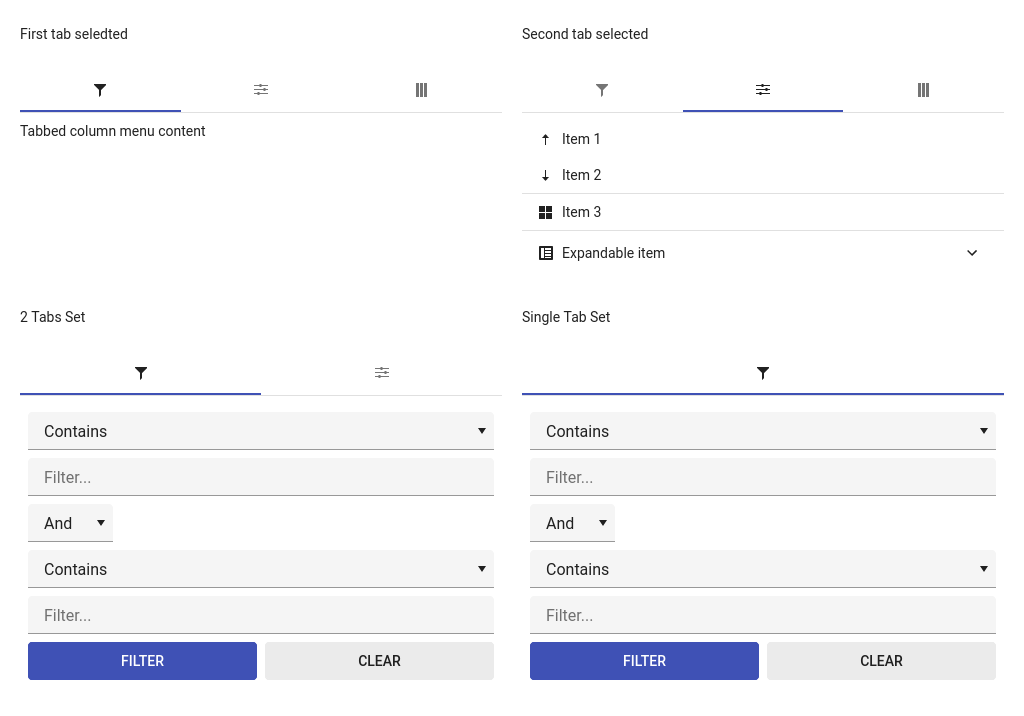 First tab seledted
Tabbed column menu content
Second tab selected
Item 1
Item 2
Item 3
Expandable item
2 Tabs Set
Contains
Filter...
And
Contains
Filter...
FILTER CLEAR
Single Tab Set
Contains
Filter...
And
Contains
Filter...
FILTER CLEAR